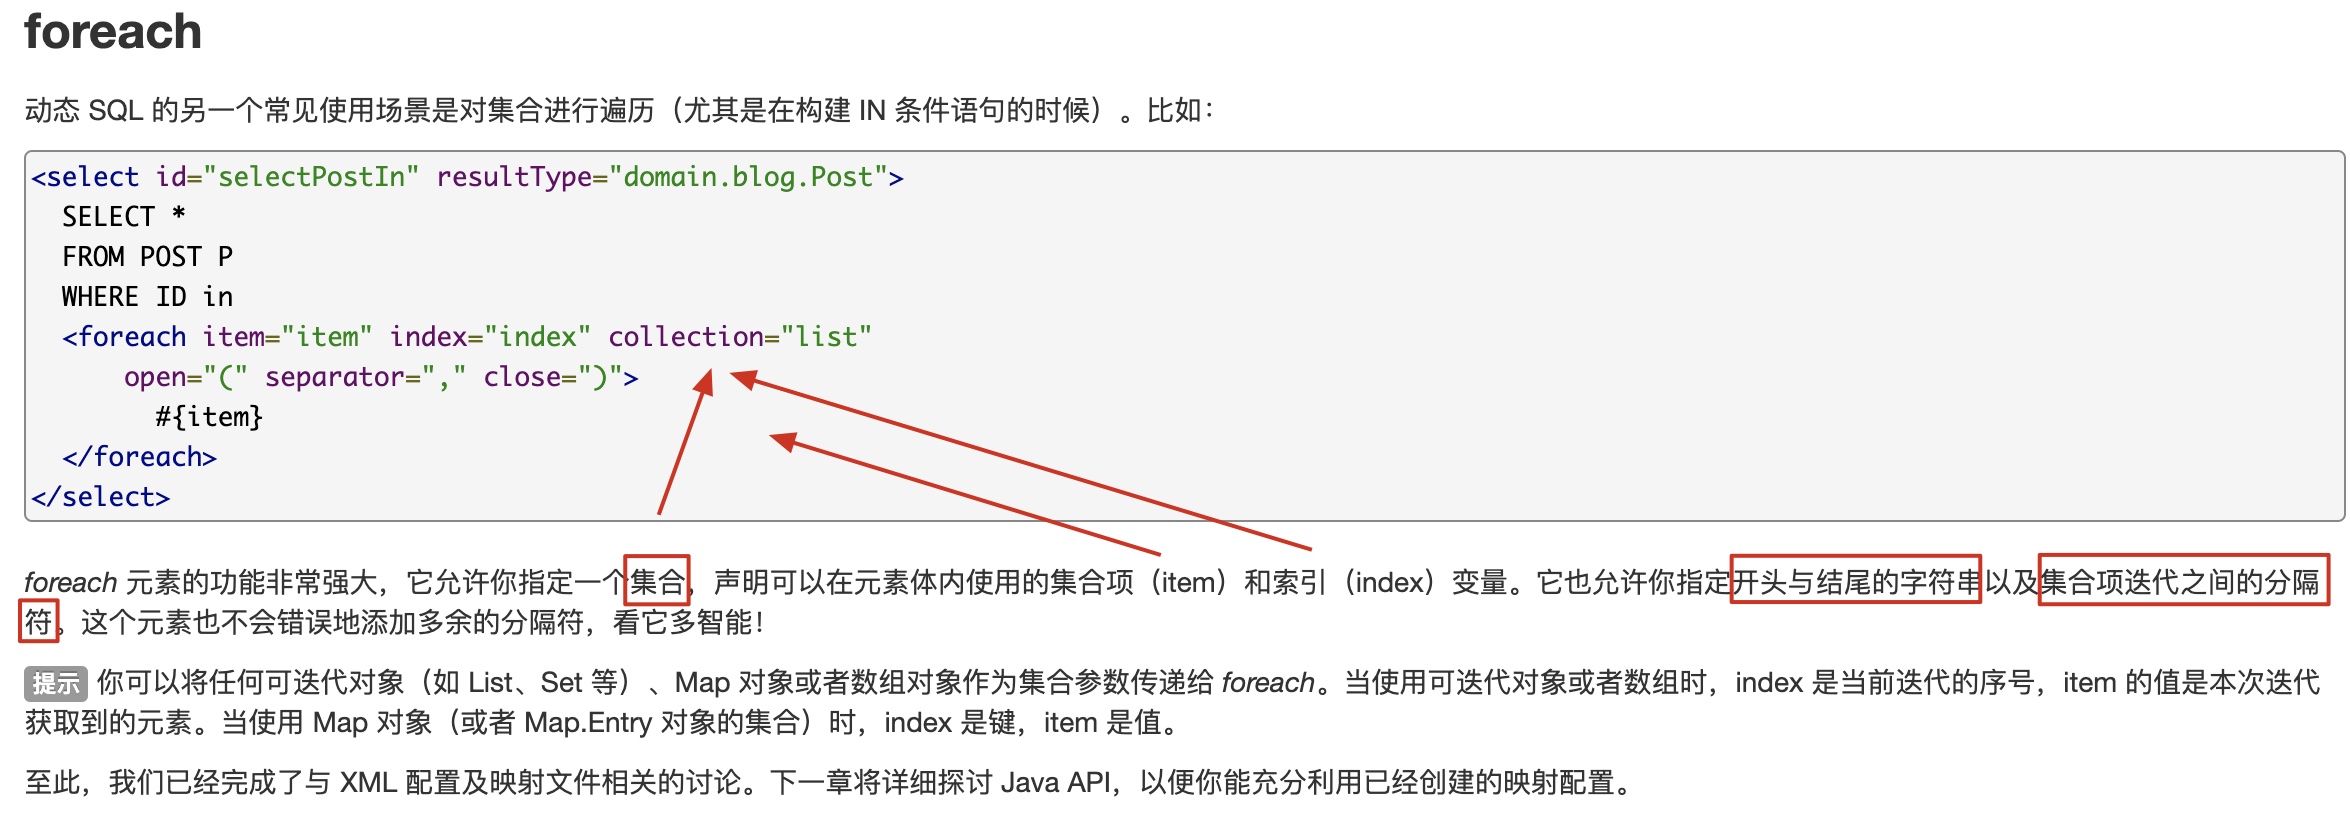 foreach
动态 SQL 的另一个常见使用场景是对集合进行遍历（尤其是在构建 IN 条件语句的时候）。比如：
<select id="selectPostIn" resultType="domain.blog.Post">
  SELECT *
  FROM POST P
  WHERE ID in
  <foreach item="item" index="index" collection="list"
      open="(" separator="," close=")">
        #{item}
  </foreach>
</select>
foreach 元素的功能非常强大，它允许你指定一个集合，声明可以在元素体内使用的集合项（item）和索引（index）变量。它也允许你指定开头与结尾的字符串以及集合项迭代之间的分隔
符。这个元素也不会错误地添加多余的分隔符，看它多智能！
提示 你可以将任何可迭代对象（如 List、Set 等）、Map 对象或者数组对象作为集合参数传递给 foreach。当使用可迭代对象或者数组时，index 是当前迭代的序号，item 的值是本次迭代
获取到的元素。当使用 Map 对象（或者 Map.Entry 对象的集合）时，index 是键，item 是值。
至此，我们已经完成了与 XML 配置及映射文件相关的讨论。下一章将详细探讨 Java API，以便你能充分利用已经创建的映射配置。